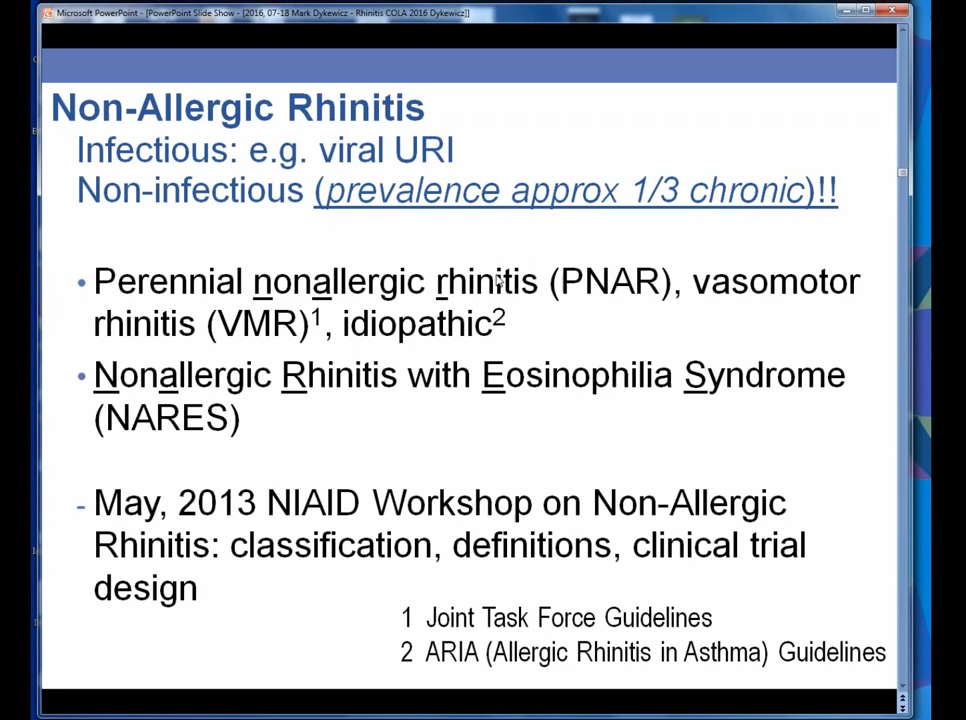 Microsoft PowerPoint - [PowerPoint Slide Show - [2016, 07-18 Mark Dykewicz - Rhinitis COLA 2016 Dykewicz]]
Non-Allergic Rhinitis
Infectious: e.g. viral URI
Non-infectious (prevalence approx 1/3 chronic)!!
• Perennial nonallergic rhinitis (PNAR), vasomotor
rhinitis (VMR)1, idiopathic2
• Nonallergic Rhinitis with Eosinophilia Syndrome
(NARES)
- May, 2013 NIAID Workshop on Non-Allergic
Rhinitis: classification, definitions, clinical trial
design
1 Joint Task Force Guidelines
2 ARIA (Allergic Rhinitis in Asthma) Guidelines